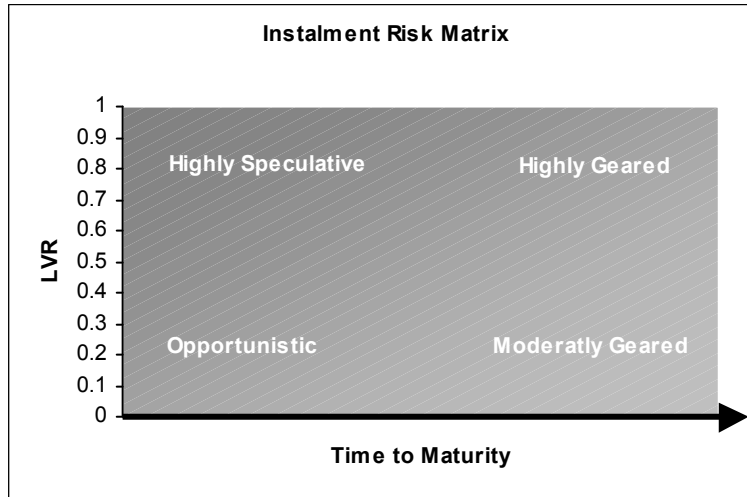 Instalment Risk Matrix
1
0.9
0.8
0.7
0.6
0.5
0.4
0.3
0.2
0.1
0
LVR
Highly Speculative
Highly Geared
Opportunistic
Moderatly Geared
Time to Maturity